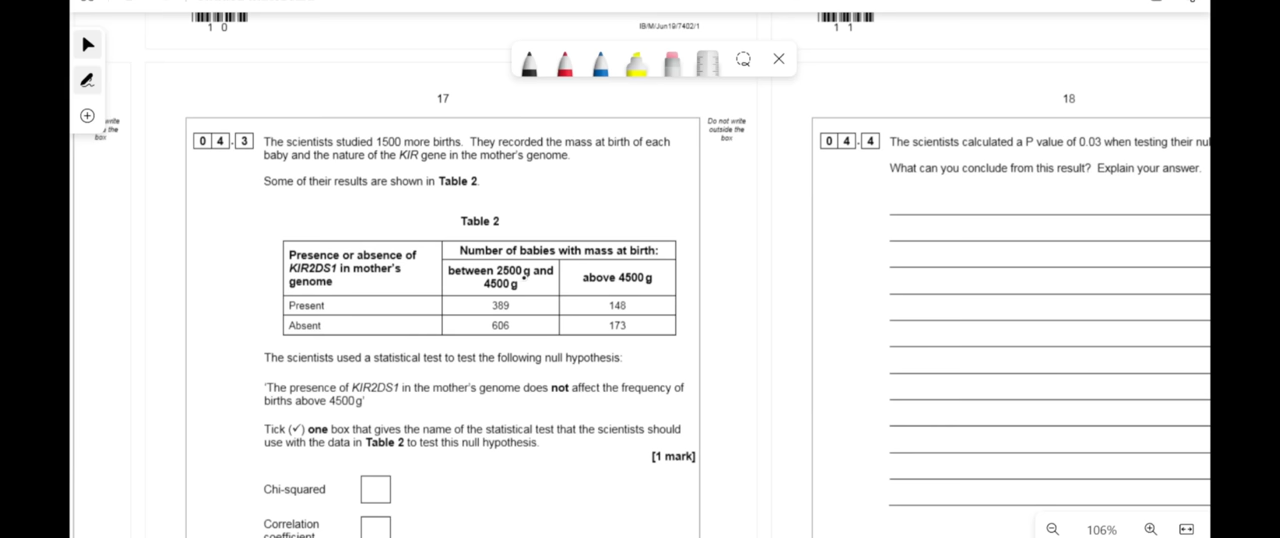 1 0
IB/M/Jun19/7402/1
1 1
17
18
write
the
box
Do not write
outside the
box
0 4 . 3 The scientists studied 1500 more births. They recorded the mass at birth of each
baby and the nature of the KIR gene in the mother's genome.
Some of their results are shown in Table 2.
Table 2
Presence or absence of
KIR2DS1 in mother's
genome
Number of babies with mass at birth:
between 2500 g and
4500 g
above 4500 g
Present 389 148
Absent 606 173
The scientists used a statistical test to test the following null hypothesis:
'The presence of KIR2DS1 in the mother's genome does not affect the frequency of
births above 4500 g'
Tick (✓) one box that gives the name of the statistical test that the scientists should
use with the data in Table 2 to test this null hypothesis.
[1 mark]
Chi-squared
Correlation
coefficient
0 4 . 4 The scientists calculated a P value of 0.03 when testing their nul
What can you conclude from this result? Explain your answer.
106%